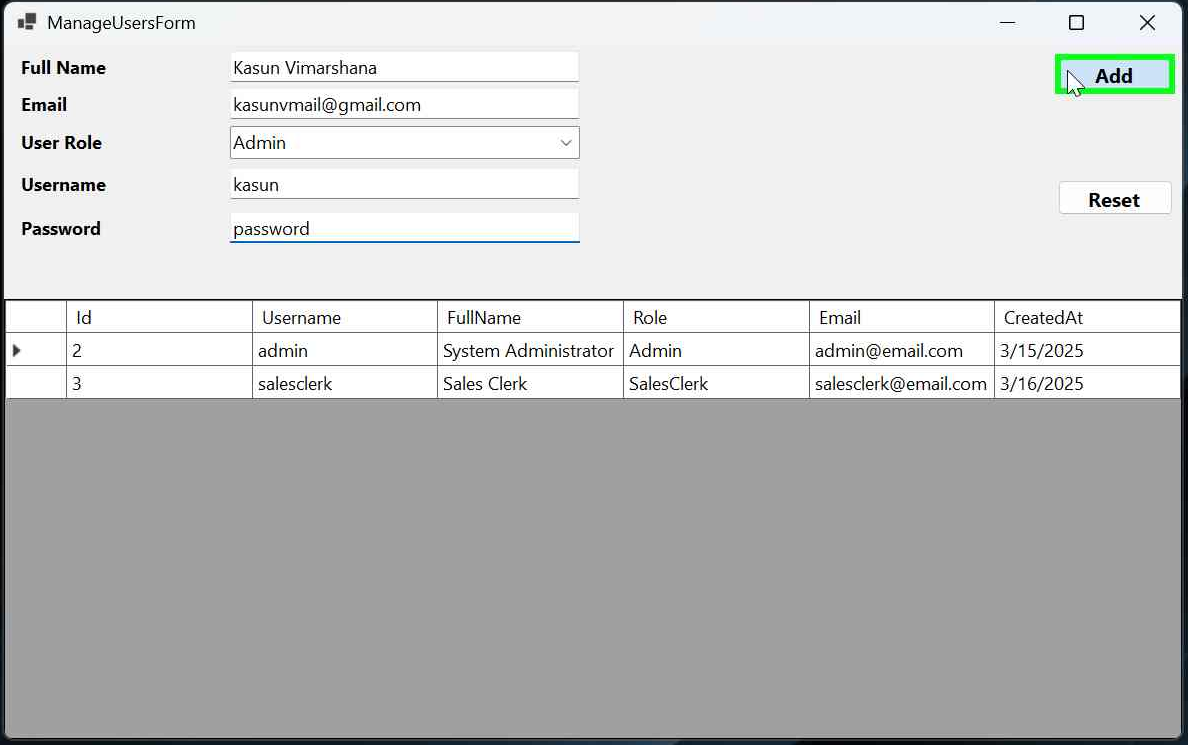 ManageUsersForm
Full Name Kasun Vimarshana Add
Email kasunvmail@gmail.com
User Role Admin
Username kasun Reset
Password password
Id Username FullName Role Email CreatedAt
2 admin System Administrator Admin admin@email.com 3/15/2025
3 salesclerk Sales Clerk SalesClerk salesclerk@email.com 3/16/2025